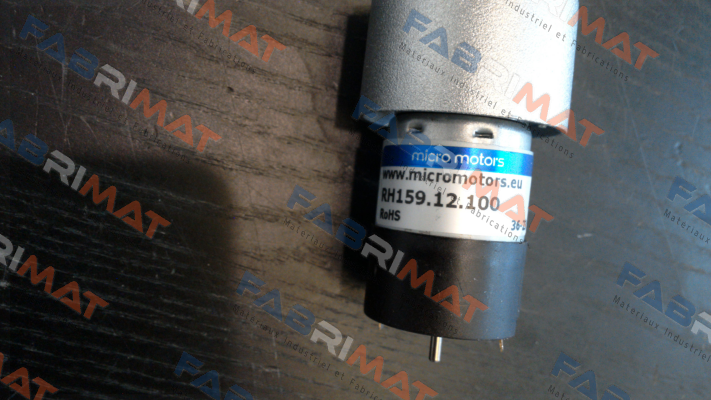 micro motors
www.micromotors.eu
RH159.12.100
RoHS
FABRIMAT
Materiaux Industriel et Fabrications